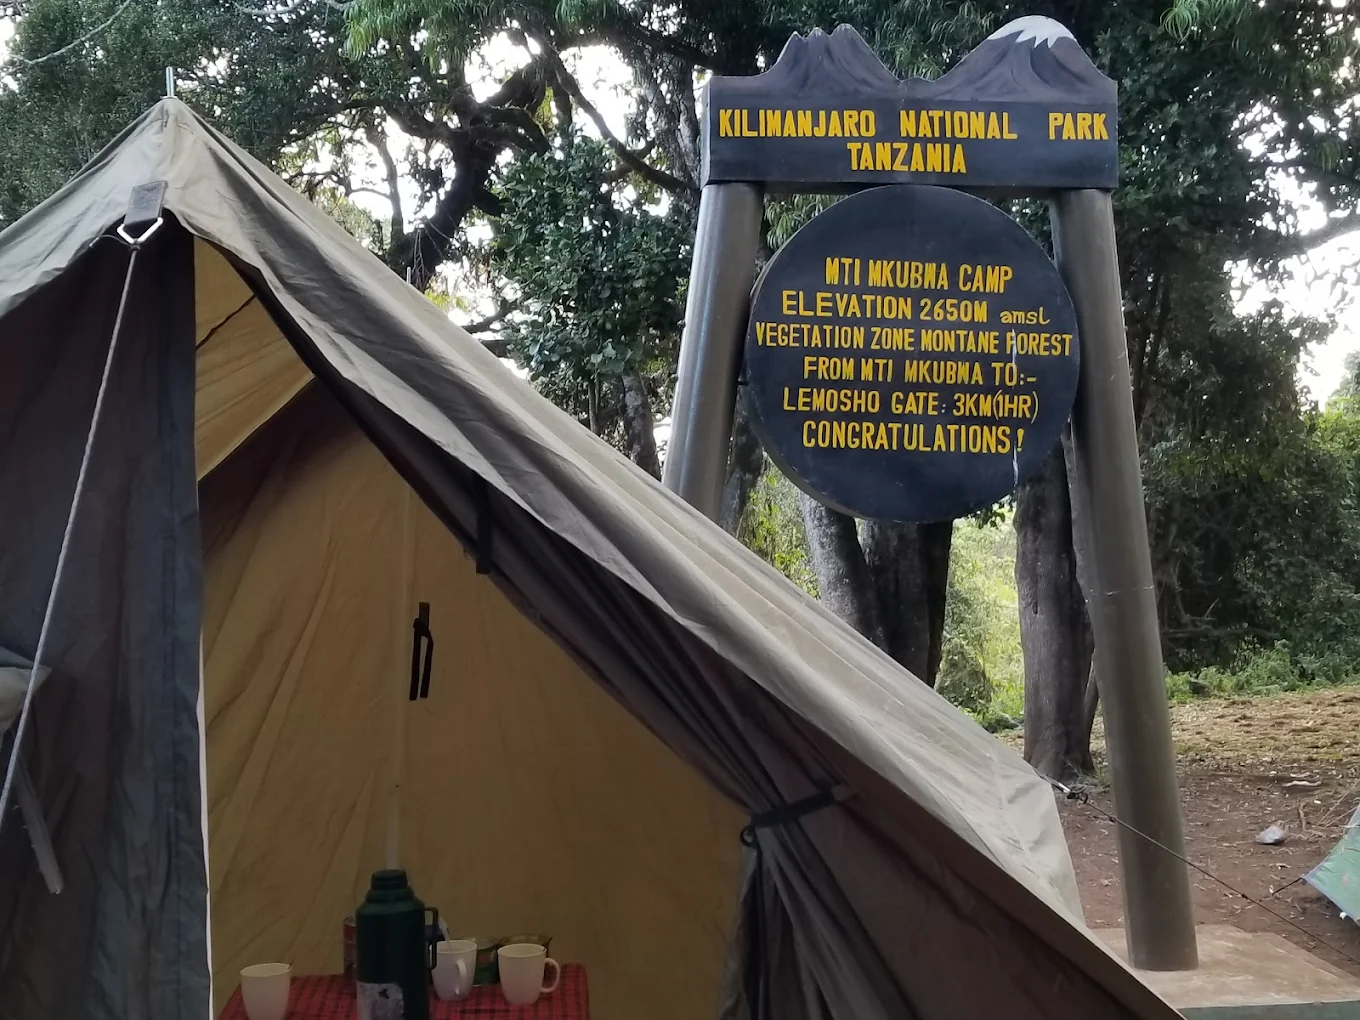 KILIMANJARO NATIONAL PARK
TANZANIA
MTI MKUBWA CAMP
ELEVATION 2650M amsl
VEGETATION ZONE MONTANE FOREST
FROM MTI MKUBWA TO:-
LEMOSHO GATE: 3KM(1HR)
CONGRATULATIONS!